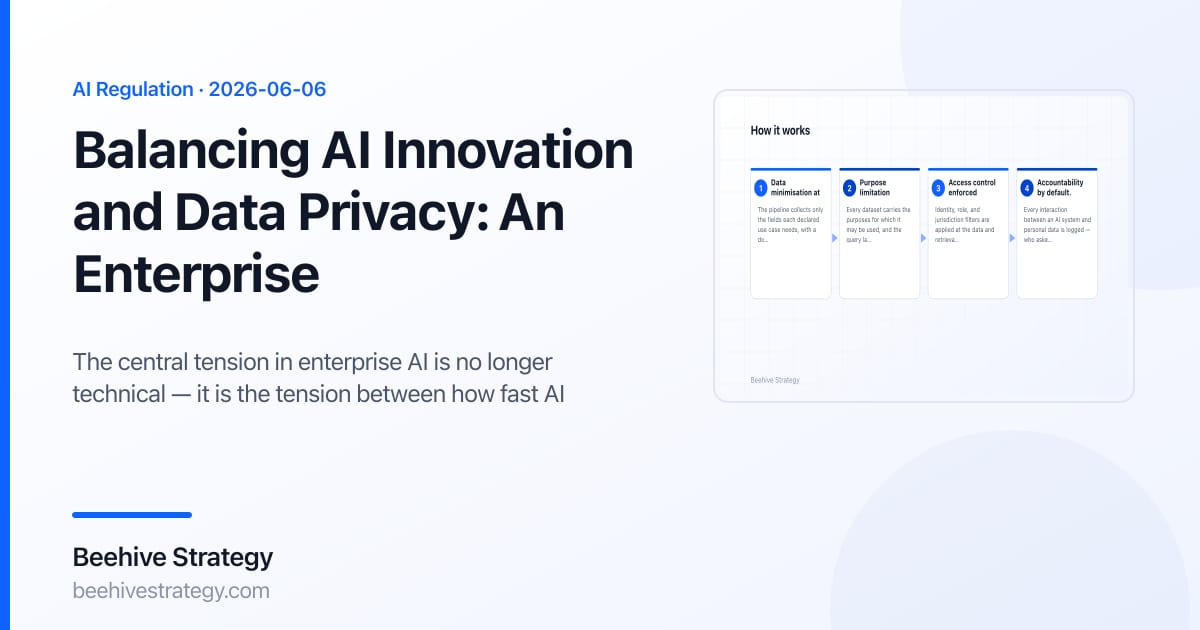 AI Regulation · 2026-06-06
Balancing AI Innovation
and Data Privacy: An
Enterprise
The central tension in enterprise AI is no longer
technical — it is the tension between how fast AI
Beehive Strategy
beehivestrategy.com
How it works
1
Data
minimisation at
The pipeline collects only
the fields each declared
use case needs, with a
do...
2
Purpose
limitation
Every dataset carries the
purposes for which it
may be used, and the
query la...
3
Access control
enforced
Identity, role, and
jurisdiction filters are
applied at the data and
retrieva...
4
Accountability
by default.
Every interaction
between an AI system and
personal data is logged —
who aske...
Beehive Strategy